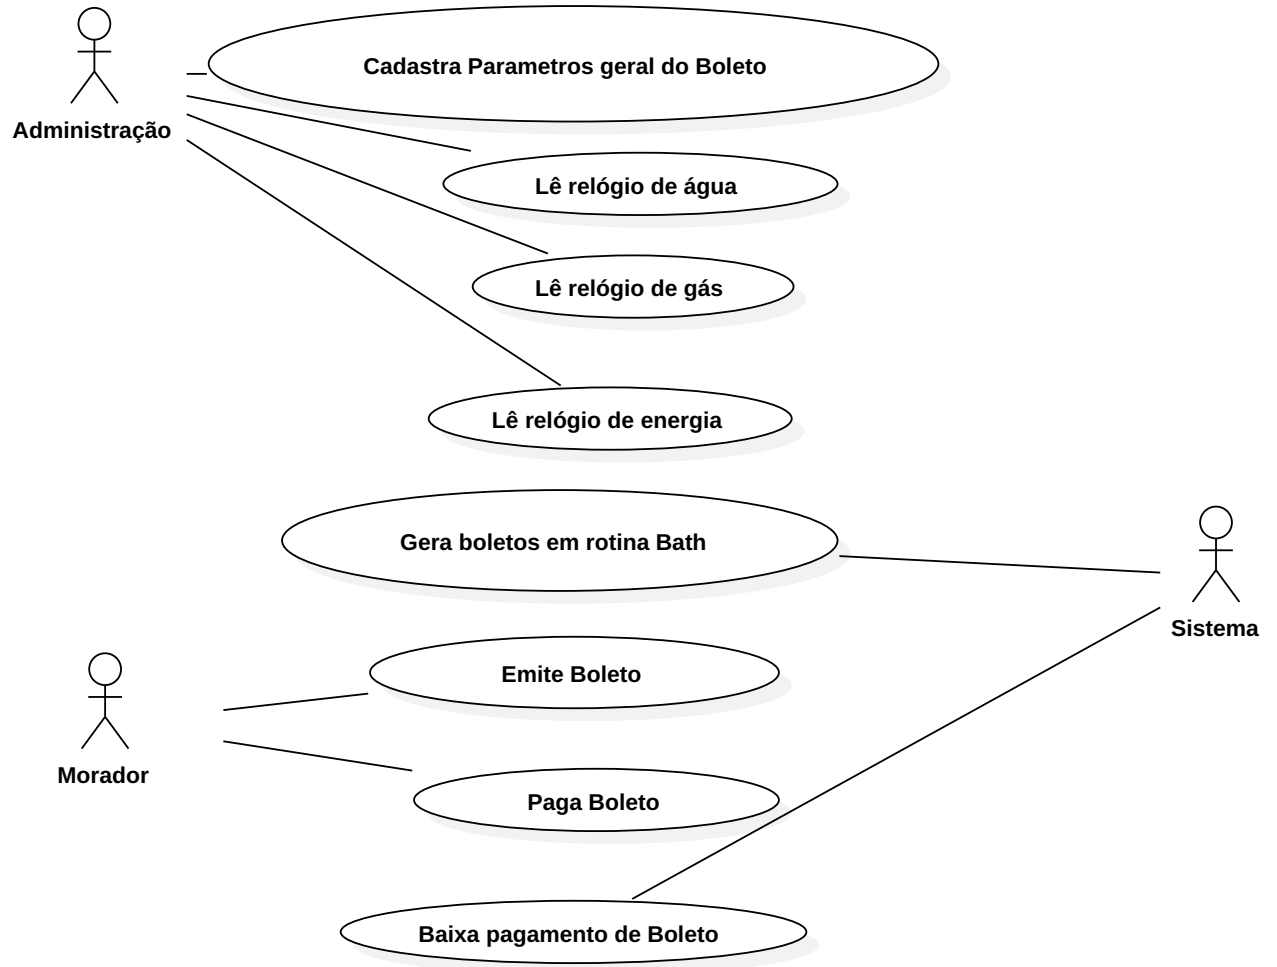 Cadastra Parametros geral do Boleto
Administração
Lê relógio de água
Lê relógio de gás
Lê relógio de energia
Gera boletos em rotina Bath
Sistema
Emite Boleto
Morador
Paga Boleto
Baixa pagamento de Boleto